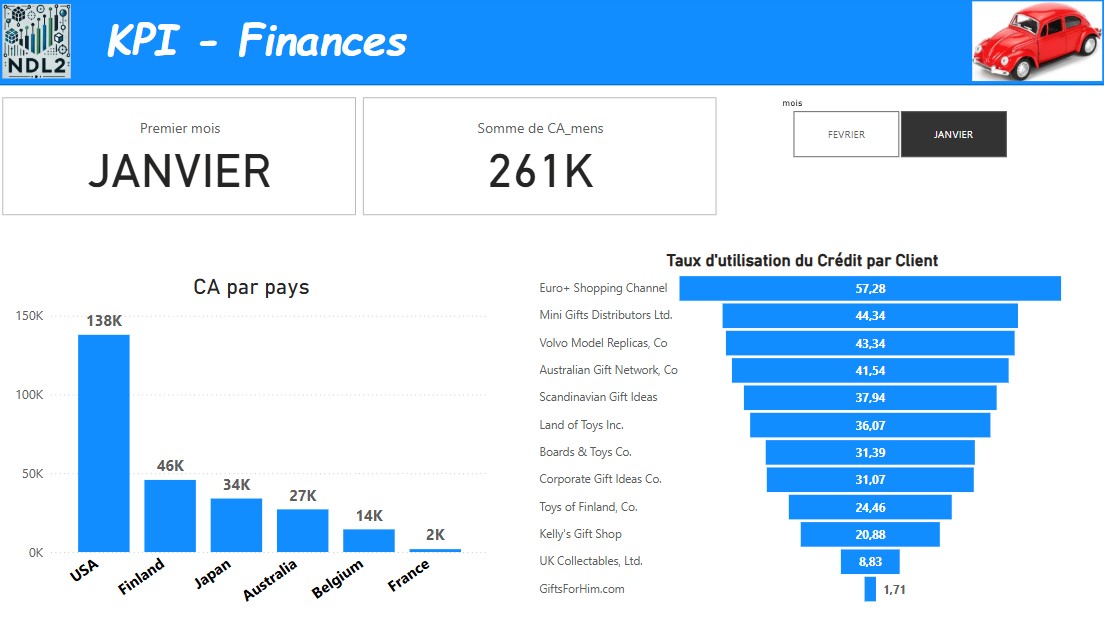 NDL2
KPI - Finances
Premier mois
JANVIER
Somme de CA_mens
261K
mois
FEVRIER
JANVIER
CA par pays
150K
100K
50K
0K
138K
46K
34K
27K
14K
2K
USA
Finland
Japan
Australia
Belgium
France
Taux d'utilisation du Crédit par Client
Euro+ Shopping Channel 57,28
Mini Gifts Distributors Ltd. 44,34
Volvo Model Replicas, Co 43,34
Australian Gift Network, Co 41,54
Scandinavian Gift Ideas 37,94
Land of Toys Inc. 36,07
Boards & Toys Co. 31,39
Corporate Gift Ideas Co. 31,07
Toys of Finland, Co. 24,46
Kelly's Gift Shop 20,88
UK Collectables, Ltd. 8,83
GiftsForHim.com 1,71